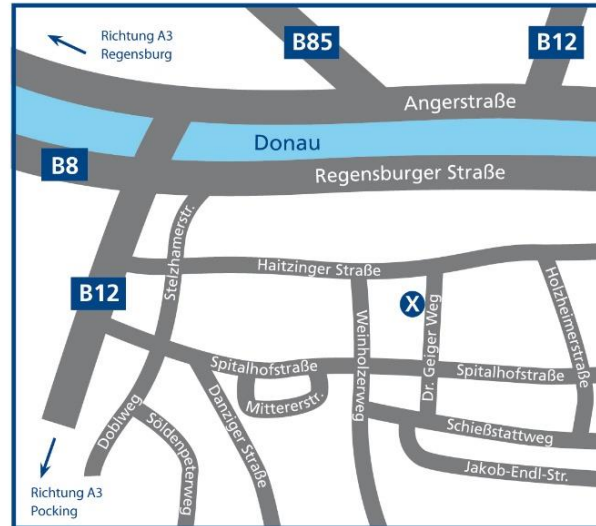 Richtung A3
Regensburg
B85
B12
Angerstraße
Donau
B8
Regensburger Straße
Stelzhamerstr.
Haitzinger Straße
B12
X
Weinholzerweg
Dr. Geiger Weg
Holzheimerstraße
Spitalhofstraße
Spitalhofstraße
Mittererstr.
Doblweg
Söldenpeterweg
Danziger Straße
Schießstattweg
Jakob-Endl-Str.
Richtung A3
Pocking